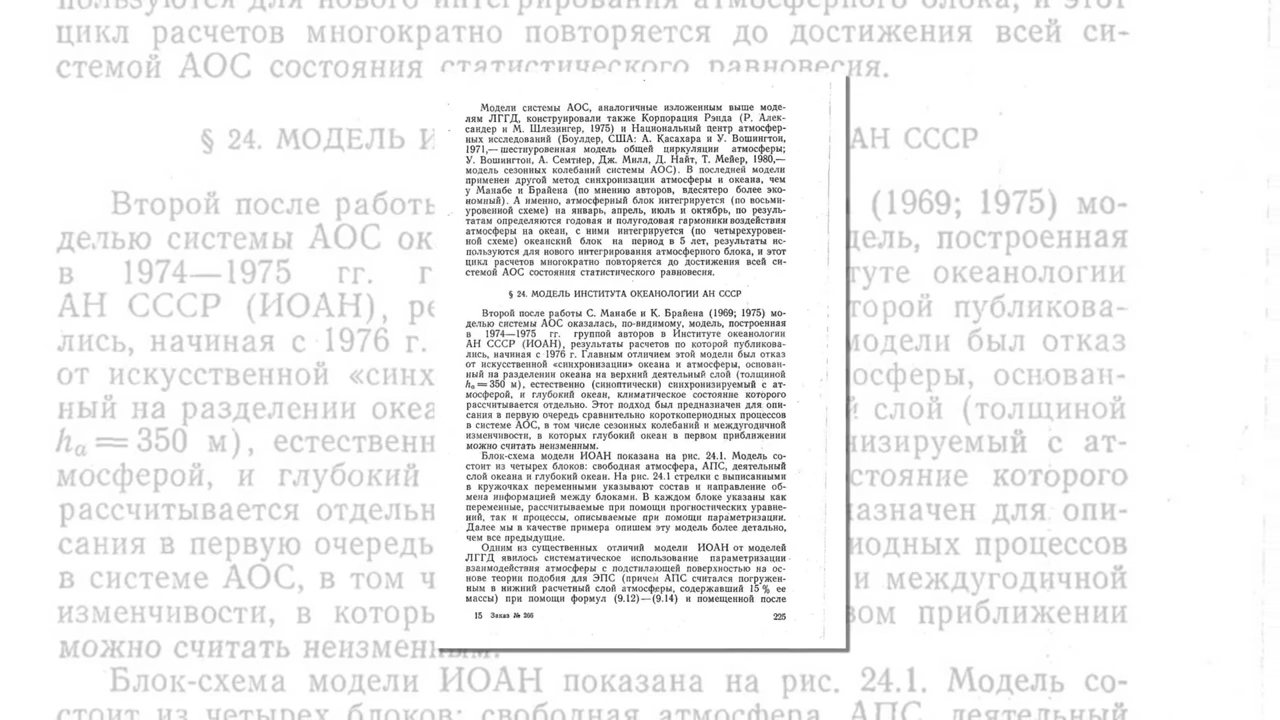 Модели системы АОС, аналогичные изложенным выше моде-
лям ЛГГД, конструировали также Корпорация Рэнда (Р. Алек-
сандер и М. Шлезингер, 1975) и Национальный центр атмосфер-
ных исследований (Боулдер, США: А. Касахара и У. Вошингтон,
1971,— шестиуровенная модель общей циркуляции атмосферы;
У. Вошингтон, А. Семтнер, Дж. Милл, Д. Найт, Т. Мейер, 1980,—
модель сезонных колебаний системы АОС). В последней модели
применен другой метод синхронизации атмосферы и океана, чем
у Манабе и Брайена (по мнению авторов, вдесятеро более эко-
номный). А именно, атмосферный блок интегрируется (по восьми-
уровенной схеме) на январь, апрель, июль и октябрь, по резуль-
татам определяются годовая и полугодовая гармоники воздействия
атмосферы на океан, с ними интегрируется (по четырехуровен-
ной схеме) океанский блок на период в 5 лет, результаты ис-
пользуются для нового интегрирования атмосферного блока, и этот
цикл расчетов многократно повторяется до достижения всей си-
стемой АОС состояния статистического равновесия.
§ 24. МОДЕЛЬ ИНСТИТУТА ОКЕАНОЛОГИИ АН СССР
Второй после работы С. Манабе и К. Брайена (1969; 1975) мо-
делью системы АОС оказалась, по-видимому, модель, построенная
в 1974—1975 гг. группой авторов в Институте океанологии
АН СССР (ИОАН), результаты расчетов по которой публикова-
лись, начиная с 1976 г. Главным отличием этой модели был отказ
от искусственной «синхронизации» океана и атмосферы, основан-
ный на разделении океана на верхний деятельный слой (толщиной
hа = 350 м), естественно (синоптически) синхронизируемый с ат-
мосферой, и глубокий океан, климатическое состояние которого
рассчитывается отдельно. Этот подход был предназначен для опи-
сания в первую очередь сравнительно короткопериодных процессов
в системе АОС, в том числе сезонных колебаний и междугодичной
изменчивости, в которых глубокий океан в первом приближении
можно считать неизменным.
Блок-схема модели ИОАН показана на рис. 24.1. Модель со-
стоит из четырех блоков: свободная атмосфера, АПС, деятельный
слой океана и глубокий океан. На рис. 24.1 стрелки с выписанными
в кружочках переменными указывают состав и направление об-
мена информацией между блоками. В каждом блоке указаны как
переменные, рассчитываемые при помощи прогностических уравне-
ний, так и процессы, описываемые при помощи параметризации.
Далее мы в качестве примера опишем эту модель более детально,
чем все предыдущие.
Одним из существенных отличий модели ИОАН от моделей
ЛГГД явилось систематическое использование параметризации
взаимодействия атмосферы с подстилающей поверхностью на ос-
нове теории подобия для ЭПС (причем АПС считался погружен-
ным в нижний расчетный слой атмосферы, содержавший 15 % ее
массы) при помощи формул (9.12)—(9.14) и помещенной после
15 Заказ № 266
225